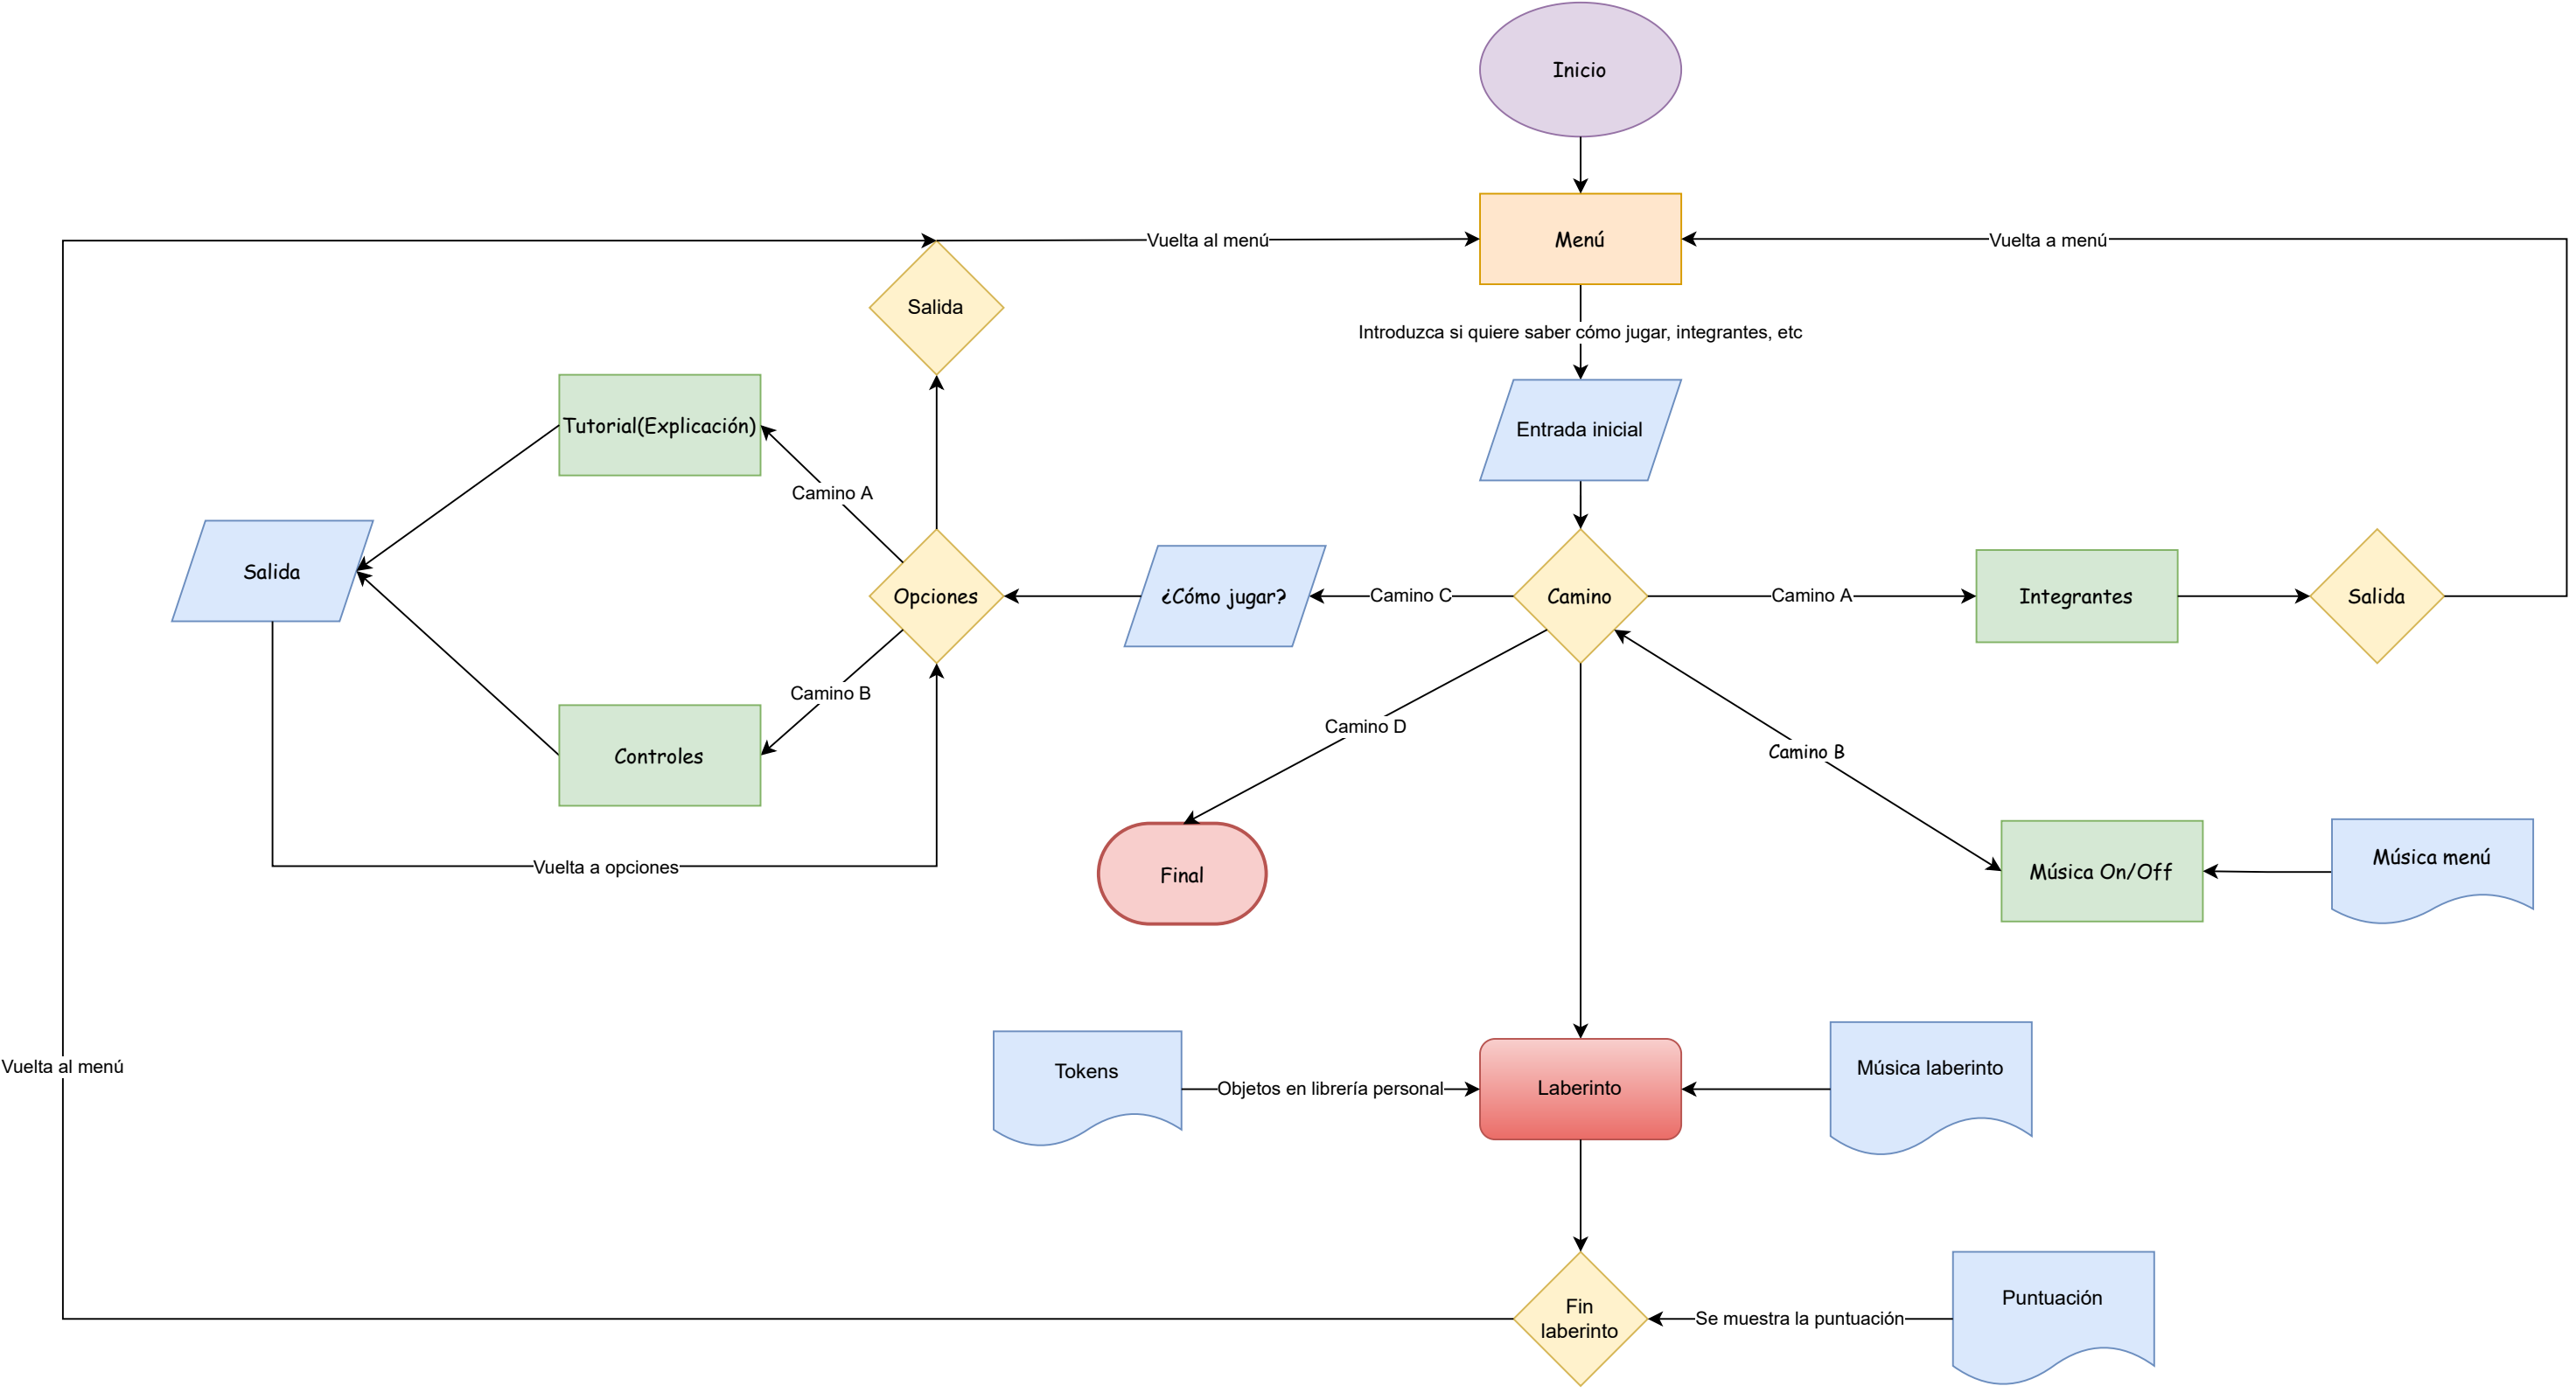 Inicio
Vuelta al menú
Menú
Vuelta a menú
Salida
Introduzca si quiere saber cómo jugar, integrantes, etc
Tutorial(Explicación)
Entrada inicial
Camino A
Salida
Opciones
¿Cómo jugar?
Camino C
Camino
Camino A
Integrantes
Salida
Camino B
Controles
Camino D
Camino B
Vuelta a opciones
Final
Música On/Off
Música menú
Vuelta al menú
Tokens
Objetos en librería personal
Laberinto
Música laberinto
Fin
laberinto
Se muestra la puntuación
Puntuación